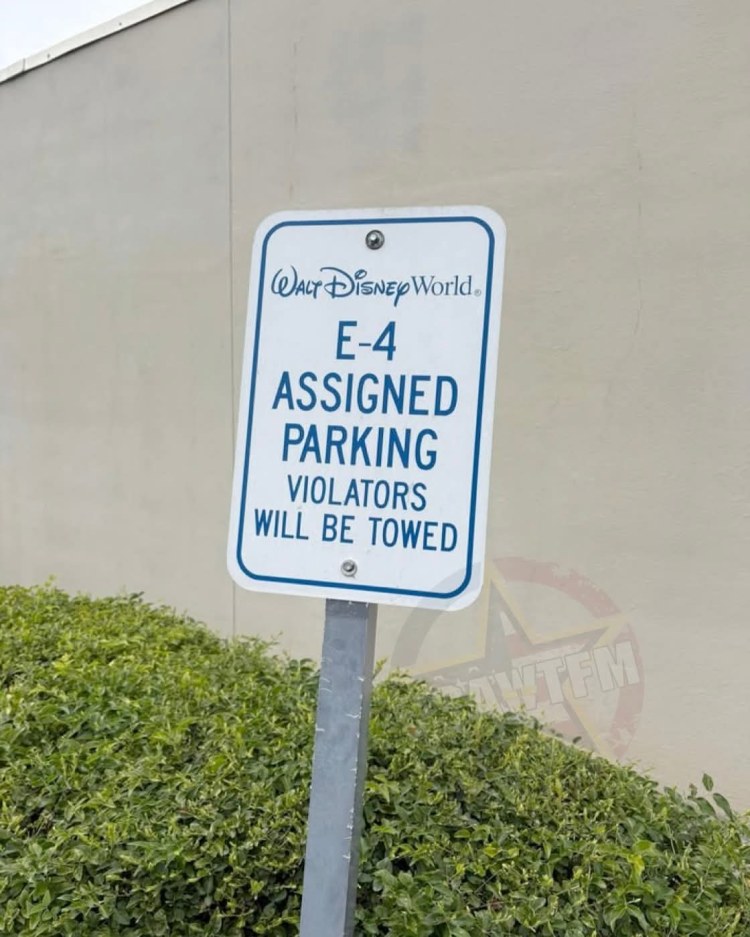 WALT DISNEY World®
E-4
ASSIGNED
PARKING
VIOLATORS
WILL BE TOWED